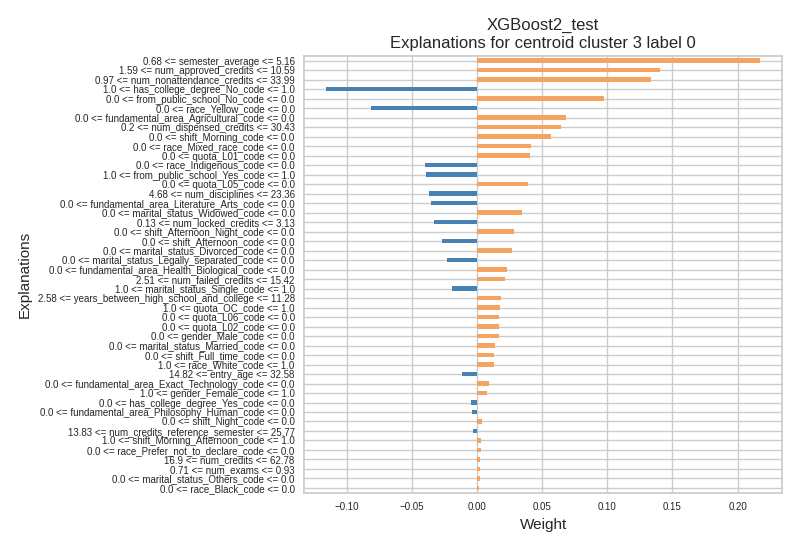 XGBoost2_test
Explanations for centroid cluster 3 label 0
Explanations
0.68 <= semester_average <= 5.16
1.59 <= num_approved_credits <= 10.59
0.97 <= num_nonattendance_credits <= 33.99
1.0 <= has_college_degree_No_code <= 1.0
0.0 <= from_public_school_No_code <= 0.0
0.0 <= race_Yellow_code <= 0.0
0.0 <= fundamental_area_Agricultural_code <= 0.0
0.2 <= num_dispensed_credits <= 30.43
0.0 <= shift_Morning_code <= 0.0
0.0 <= race_Mixed_race_code <= 0.0
0.0 <= quota_L01_code <= 0.0
0.0 <= race_Indigenous_code <= 0.0
1.0 <= from_public_school_Yes_code <= 1.0
0.0 <= quota_L05_code <= 0.0
4.68 <= num_disciplines <= 23.36
0.0 <= fundamental_area_Literature_Arts_code <= 0.0
0.0 <= marital_status_Widowed_code <= 0.0
0.13 <= num_locked_credits <= 3.13
0.0 <= shift_Afternoon_Night_code <= 0.0
0.0 <= shift_Afternoon_code <= 0.0
0.0 <= marital_status_Divorced_code <= 0.0
0.0 <= marital_status_Legally_separated_code <= 0.0
0.0 <= fundamental_area_Health_Biological_code <= 0.0
2.51 <= num_failed_credits <= 15.42
1.0 <= marital_status_Single_code <= 1.0
2.58 <= years_between_high_school_and_college <= 11.28
1.0 <= quota_OC_code <= 1.0
0.0 <= quota_L06_code <= 0.0
0.0 <= quota_L02_code <= 0.0
0.0 <= gender_Male_code <= 0.0
0.0 <= marital_status_Married_code <= 0.0
0.0 <= shift_Full_time_code <= 0.0
1.0 <= race_White_code <= 1.0
14.82 <= entry_age <= 32.58
0.0 <= fundamental_area_Exact_Technology_code <= 0.0
1.0 <= gender_Female_code <= 1.0
0.0 <= has_college_degree_Yes_code <= 0.0
0.0 <= fundamental_area_Philosophy_Human_code <= 0.0
0.0 <= shift_Night_code <= 0.0
13.83 <= num_credits_reference_semester <= 25.77
1.0 <= shift_Morning_Afternoon_code <= 1.0
0.0 <= race_Prefer_not_to_declare_code <= 0.0
16.9 <= num_credits <= 62.78
0.71 <= num_exams <= 0.93
0.0 <= marital_status_Others_code <= 0.0
0.0 <= race_Black_code <= 0.0
−0.10 −0.05 0.00 0.05 0.10 0.15 0.20
Weight